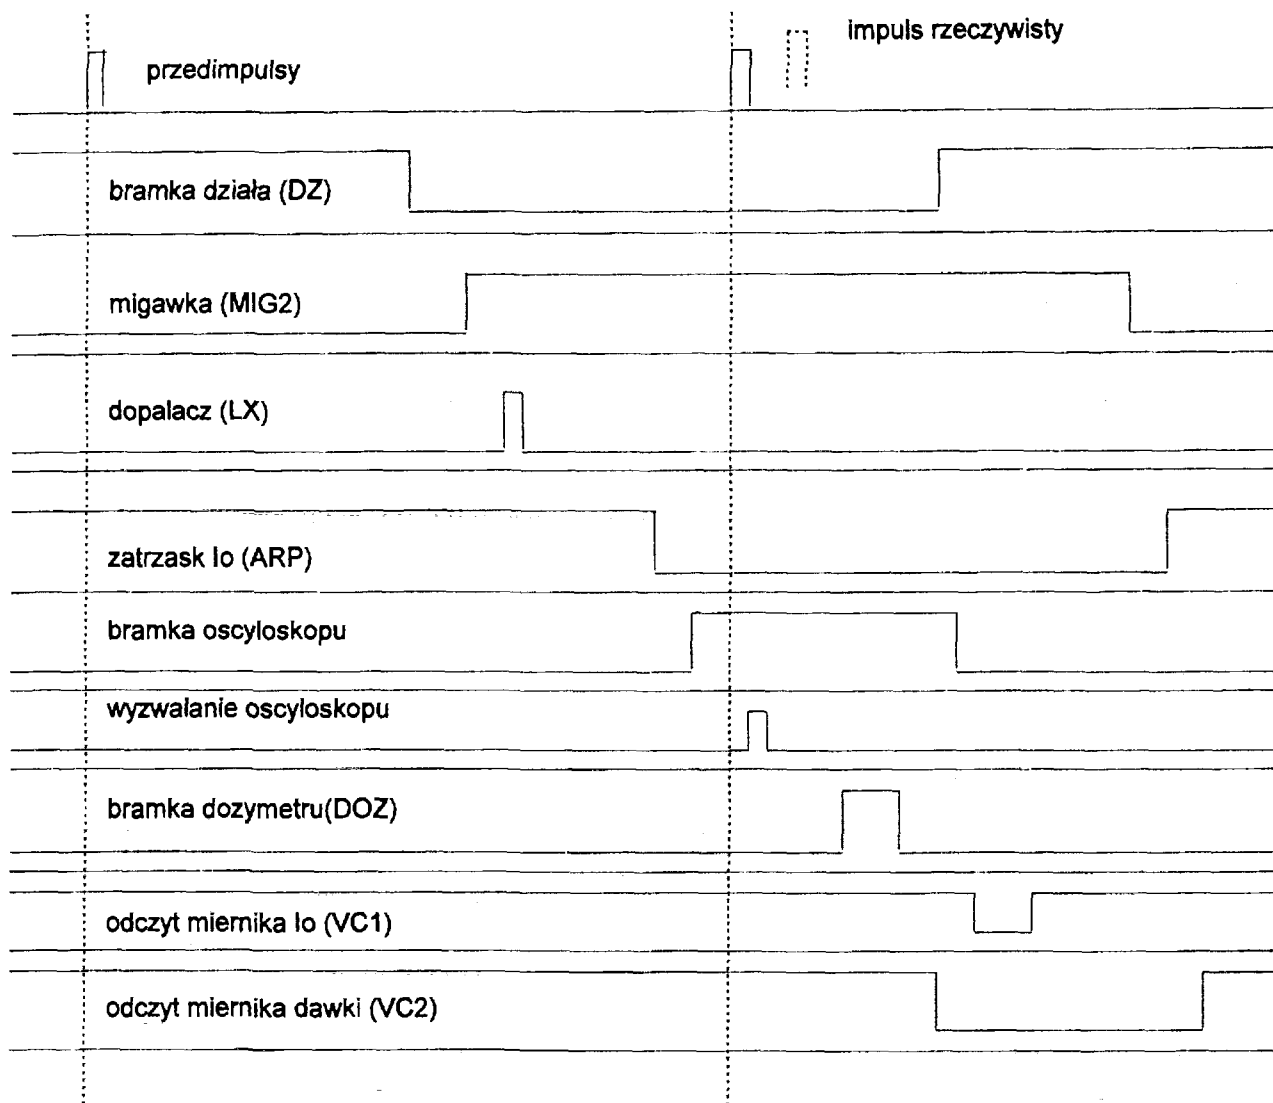 impuls rzeczywisty
przedimpulsy
bramka działa (DZ)
migawka (MIG2)
dopalacz (LX)
zatrzask Io (ARP)
bramka oscyloskopu
wyzwalanie oscyloskopu
bramka dozymetru(DOZ)
odczyt miernika Io (VC1)
odczyt miernika dawki (VC2)